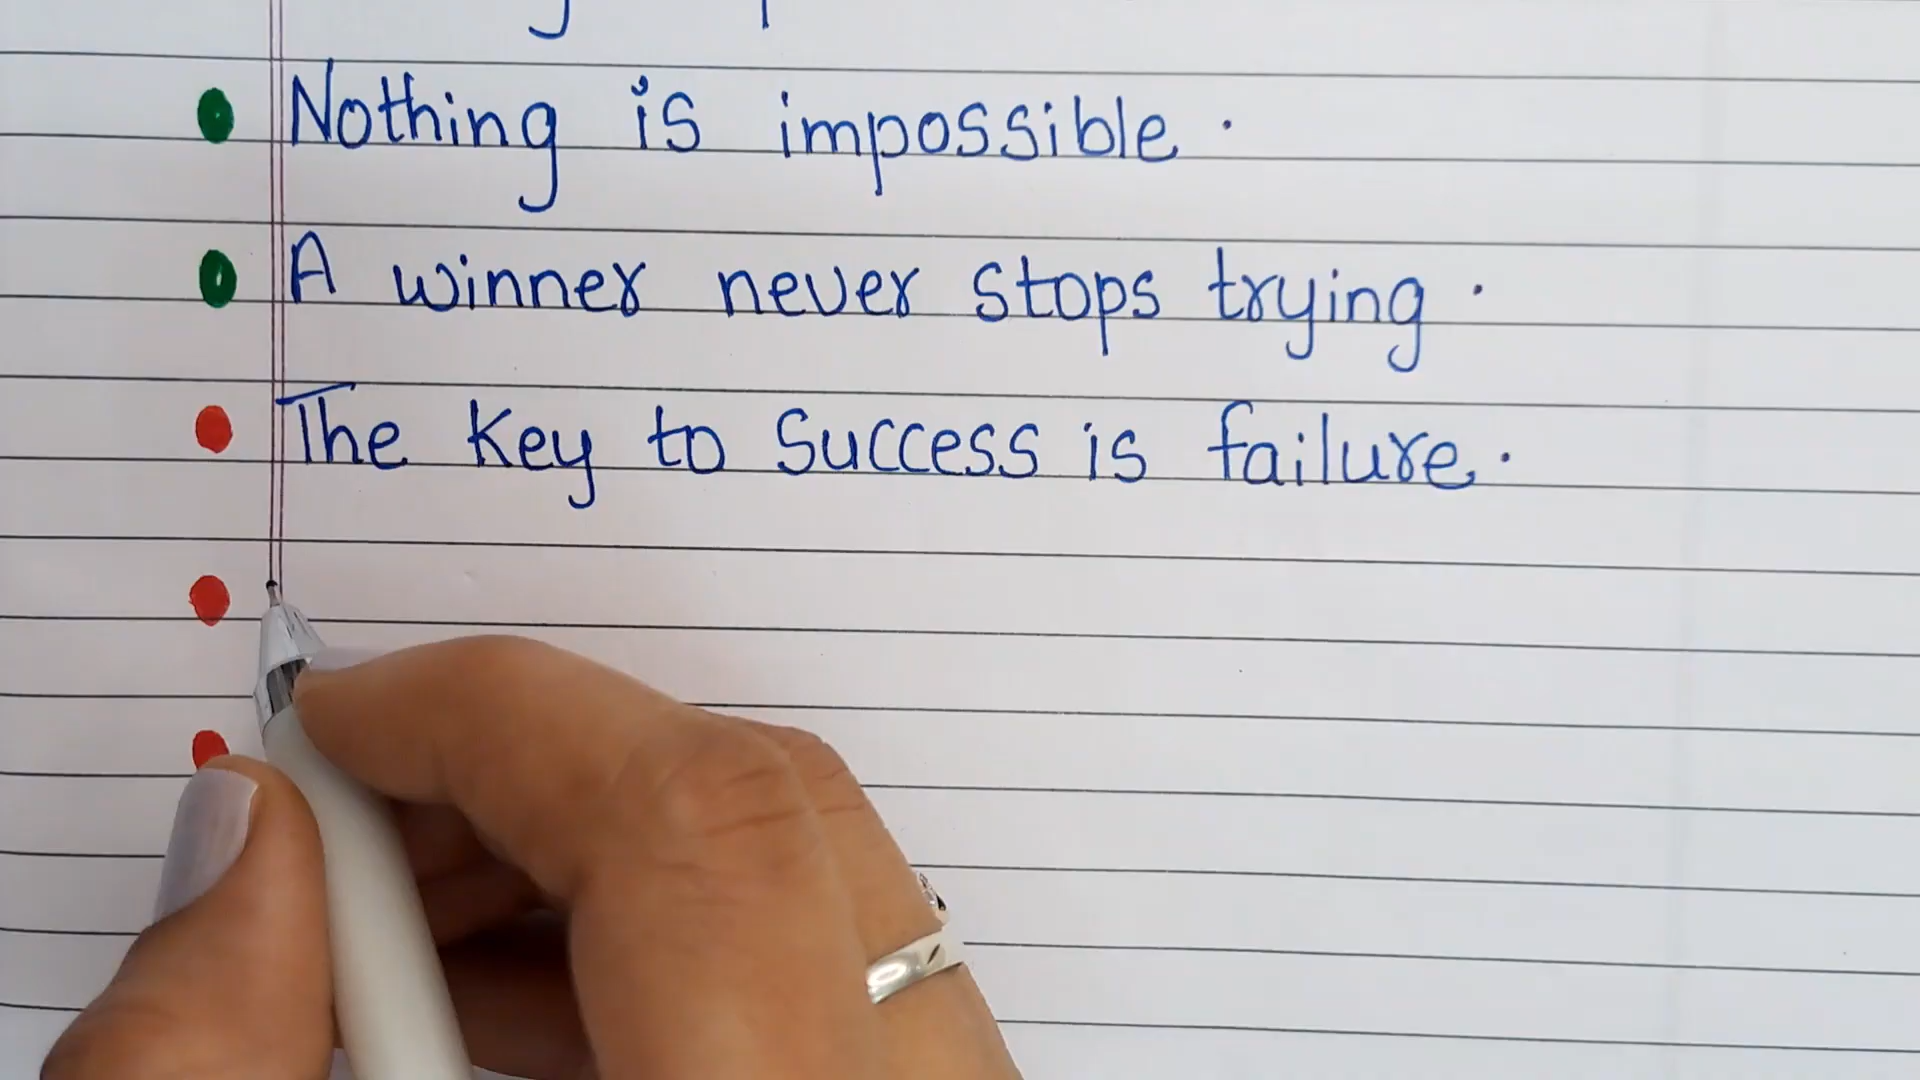 Nothing is impossible.
A winner never stops trying.
The Key to Success is failure.